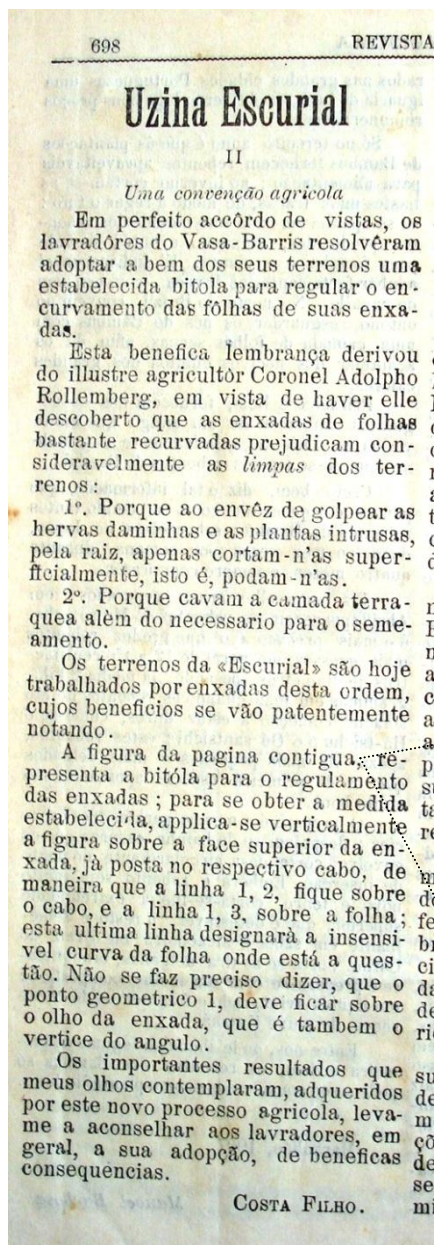 698 REVISTA
Uzina Escurial
II
Uma convenção agricola
Em perfeito accôrdo de vistas, os
lavradôres do Vasa-Barris resolvêram
adoptar a bem dos seus terrenos uma
estabelecida bitola para regular o en-
curvamento das fôlhas de suas enxa-
das.
Esta benefica lembrança derivou
do illustre agricultôr Coronel Adolpho
Rollemberg, em vista de haver elle
descoberto que as enxadas de folhas
bastante recurvadas prejudicam con-
sideravelmente as limpas dos ter-
renos:
1º. Porque ao envêz de golpear as
hervas daminhas e as plantas intrusas,
pela raiz, apenas cortam-n'as super-
ficialmente, isto é, podam-n'as.
2º. Porque cavam a camada terra-
quea alèm do necessario para o seme-
amento.
Os terrenos da «Escurial» são hoje
trabalhados por enxadas desta ordem,
cujos beneficios se vão patentemente
notando.
A figura da pagina contigua, re-
presenta a bitóla para o regulamento
das enxadas; para se obter a medida
estabelecida, applica-se verticalmente
a figura sobre a face superior da en-
xada, já posta no respectivo cabo, de
maneira que a linha 1, 2, fique sobre
o cabo, e a linha 1, 3, sobre a folha;
esta ultima linha designarà a insensi-
vel curva da folha onde está a ques-
tão. Não se faz preciso dizer, que o
ponto geometrico 1, deve ficar sobre
o olho da enxada, que é tambem o
vertice do angulo.
Os importantes resultados que
meus olhos contemplaram, adqueridos
por este novo processo agricola, leva-
me a aconselhar aos lavradores, em
geral, a sua adopção, de beneficas
consequencias.
COSTA FILHO.